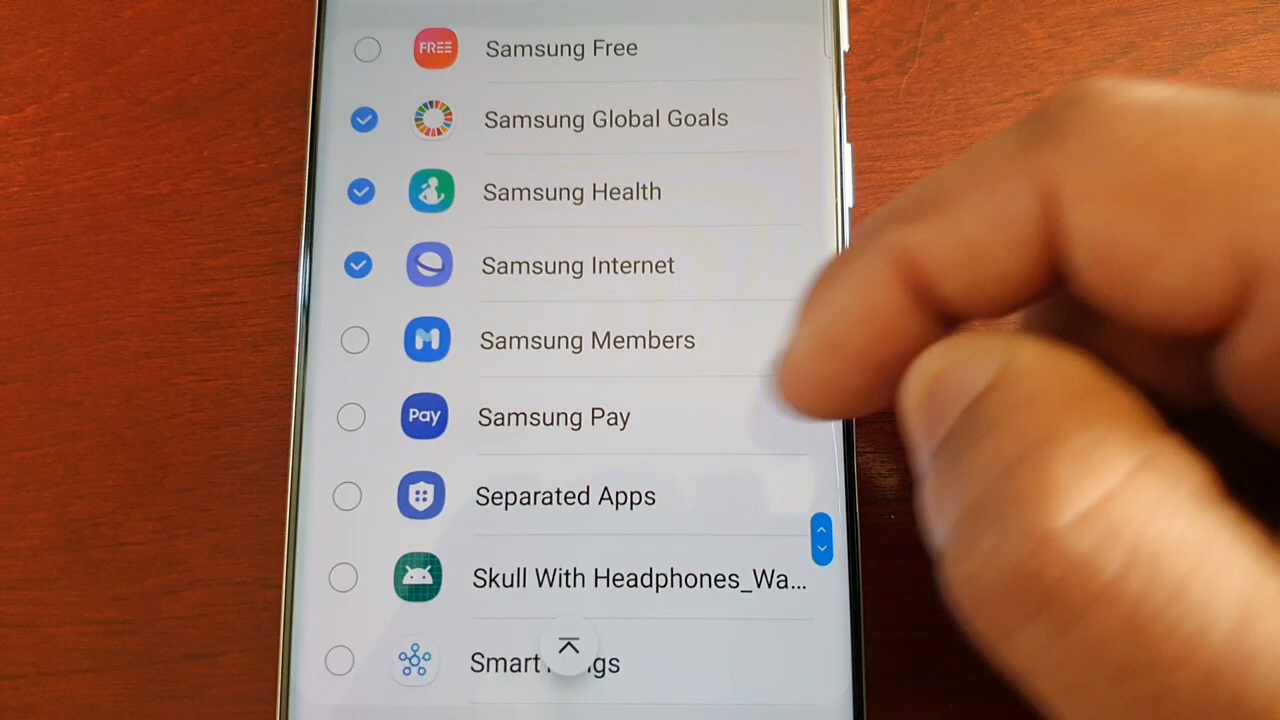 FREE Samsung Free
Samsung Global Goals
Samsung Health
Samsung Internet
Samsung Members
Pay Samsung Pay
Separated Apps
Skull With Headphones_Wa...